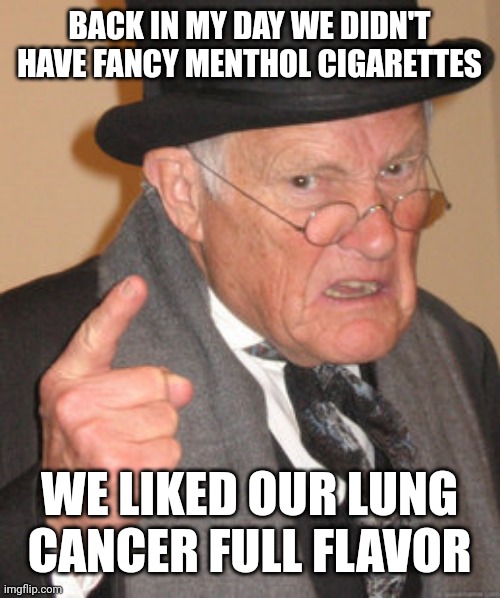 BACK IN MY DAY WE DIDN'T
HAVE FANCY MENTHOL CIGARETTES
WE LIKED OUR LUNG
CANCER FULL FLAVOR
imgflip.com